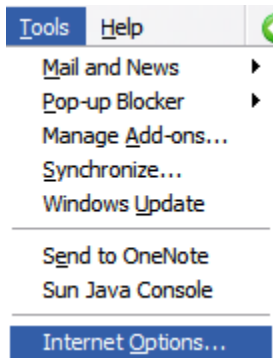 Tools Help
Mail and News
Pop-up Blocker
Manage Add-ons...
Synchronize...
Windows Update
Send to OneNote
Sun Java Console
Internet Options...